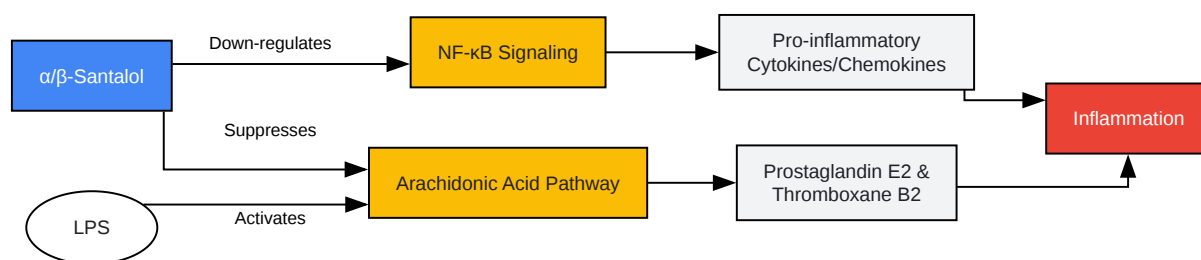 Down-regulates
α/β-Santalol
NF-κB Signaling
Pro-inflammatory
Cytokines/Chemokines
Inflammation
Suppresses
Arachidonic Acid Pathway
Prostaglandin E2 &
Thromboxane B2
LPS
Activates